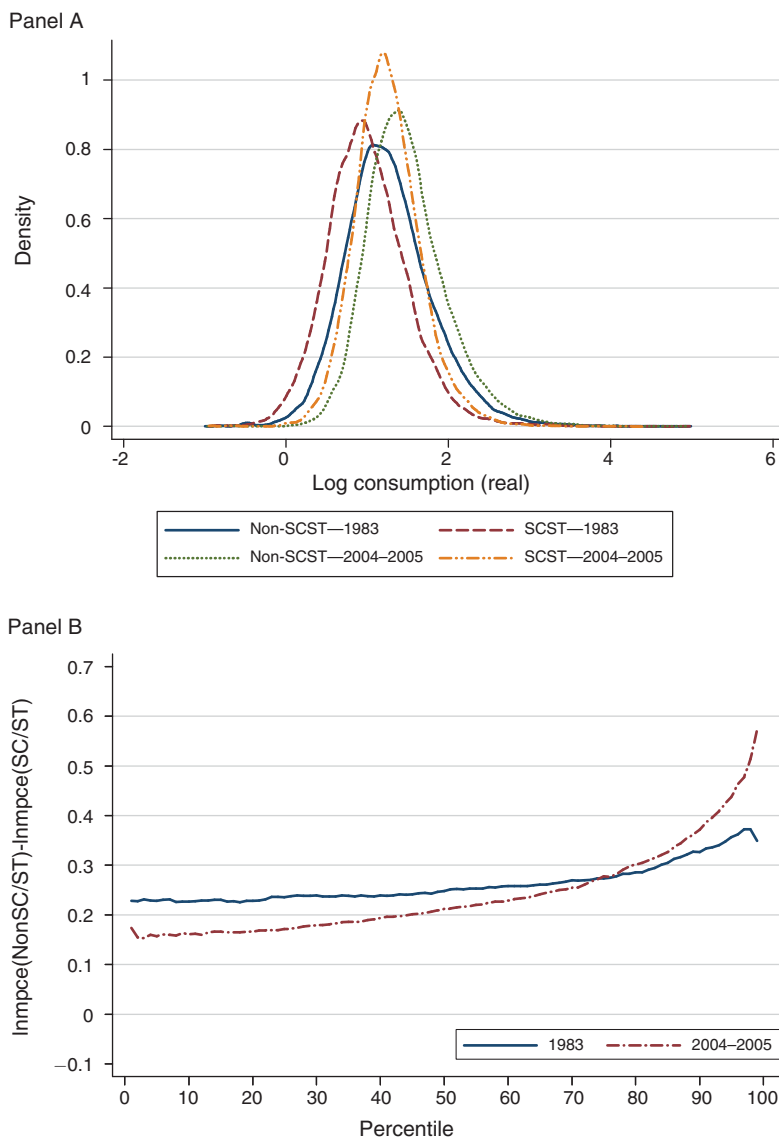 Panel A
1
0.8
0.6
0.4
0.2
0
Density
-2 0 2 4 6
Log consumption (real)
Non-SCST—1983 SCST—1983
Non-SCST—2004–2005 SCST—2004–2005
Panel B
0.7
0.6
0.5
0.4
0.3
0.2
0.1
0
−0.1
lnmpce(NonSC/ST)-lnmpce(SC/ST)
1983 2004–2005
0 10 20 30 40 50 60 70 80 90 100
Percentile